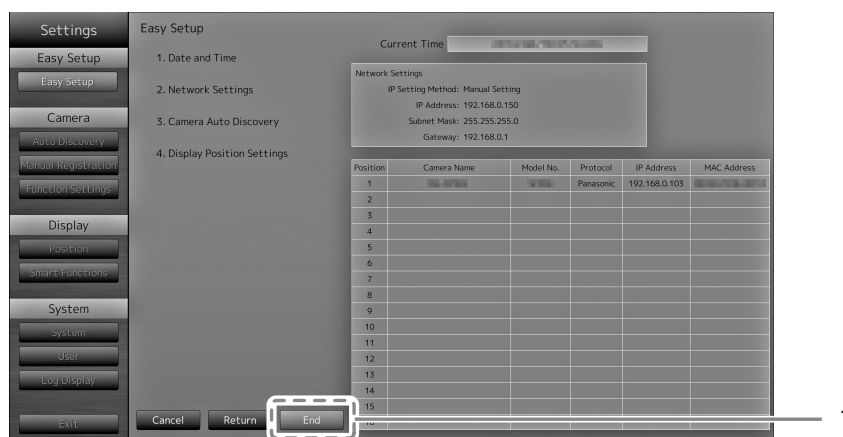 Settings
Easy Setup
Easy Setup
Camera
Auto Discovery
Manual Registration
Function Settings
Display
Position
Smart Functions
System
System
User
Log Display
Exit
Easy Setup
1. Date and Time
2. Network Settings
3. Camera Auto Discovery
4. Display Position Settings
Cancel Return End
Current Time
Network Settings
IP Setting Method: Manual Setting
IP Address: 192.168.0.150
Subnet Mask: 255.255.255.0
Gateway: 192.168.0.1
Position Camera Name Model No. Protocol IP Address MAC Address
1 Panasonic 192.168.0.103
2
3
4
5
6
7
8
9
10
11
12
13
14
15